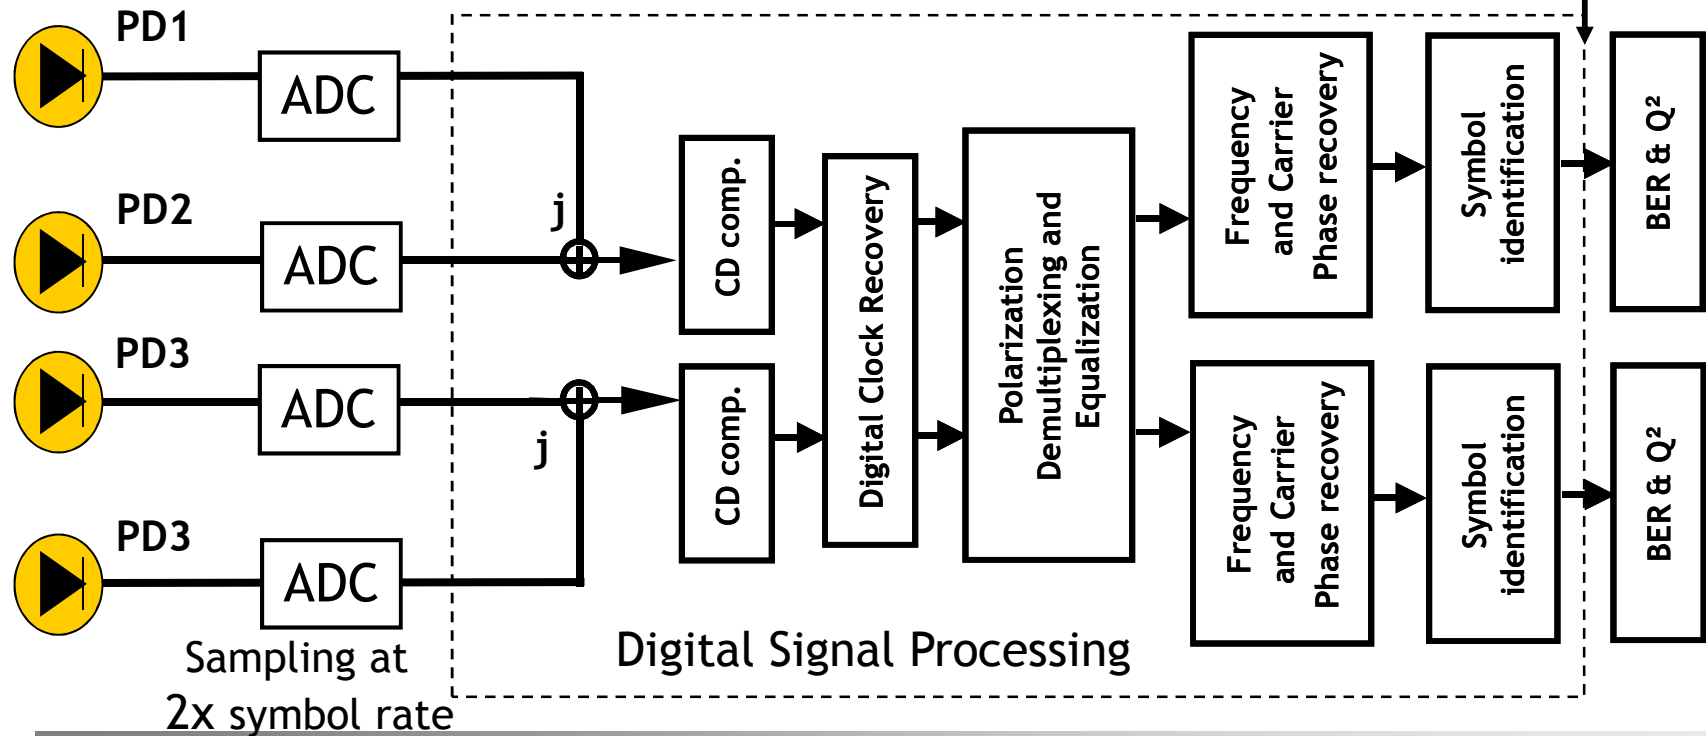 PD1
ADC
PD2
ADC
j
PD3
ADC
j
PD3
ADC
Sampling at
2x symbol rate
CD comp.
CD comp.
Digital Clock Recovery
Polarization
Demultiplexing and
Equalization
Frequency
and Carrier
Phase recovery
Symbol
identification
BER & Q²
Frequency
and Carrier
Phase recovery
Symbol
identification
BER & Q²
Digital Signal Processing